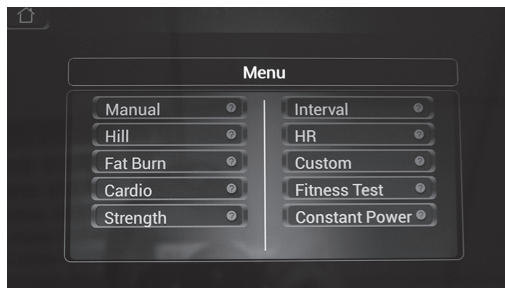 Menu
Manual
Hill
Fat Burn
Cardio
Strength
Interval
HR
Custom
Fitness Test
Constant Power